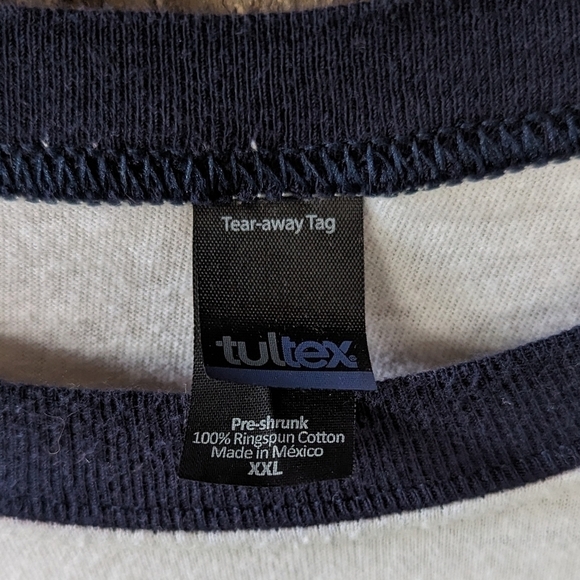 Tear-away Tag
tultex
Pre-shrunk
100% Ringspun Cotton
Made in México
XXL